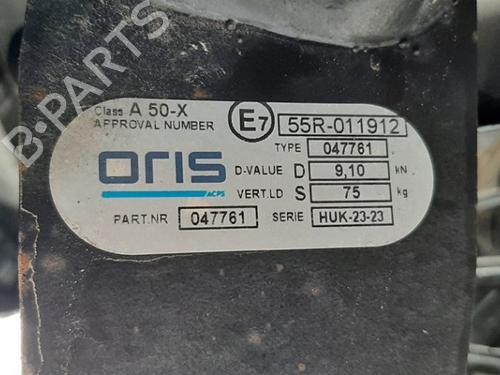 B-PARTS
Class A 50-X
APPROVAL NUMBER E7 55R-011912
TYPE 047761
ORIS ACPS
D-VALUE D 9,10 kN
VERT.LD S 75 kg
PART.NR 047761 SERIE HUK-23-23